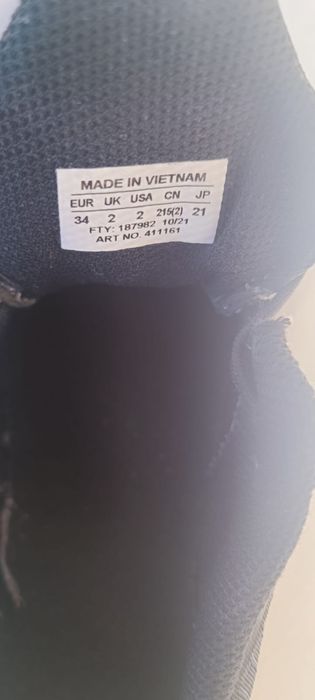 MADE IN VIETNAM
EUR UK USA CN JP
34 2 2 215(2) 21
FTY: 187982 10/21
ART NO. 411161